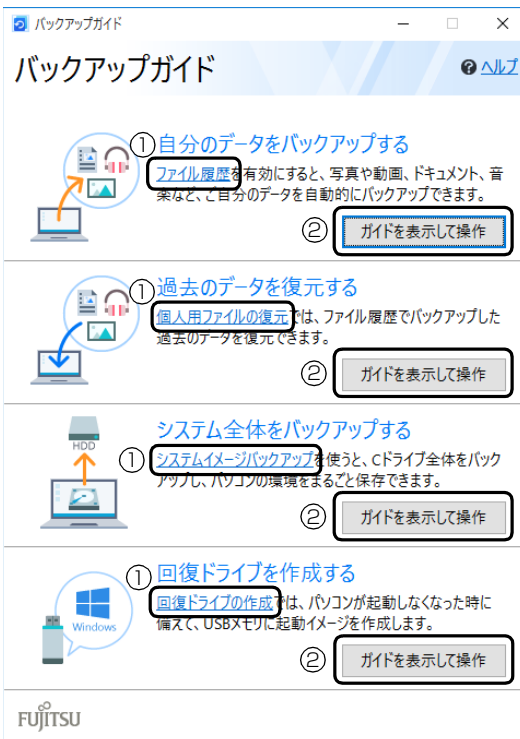 バックアップガイド
バックアップガイド
ヘルプ
①自分のデータをバックアップする
ファイル履歴を有効にすると、写真や動画、ドキュメント、音
楽など、ご自分のデータを自動的にバックアップできます。
② ガイドを表示して操作
①過去のデータを復元する
個人用ファイルの復元では、ファイル履歴でバックアップした
過去のデータを復元できます。
② ガイドを表示して操作
システム全体をバックアップする
HDD
①システムイメージバックアップを使うと、Cドライブ全体をバック
アップし、パソコンの環境をまるごと保存できます。
② ガイドを表示して操作
①回復ドライブを作成する
回復ドライブの作成では、パソコンが起動しなくなった時に
備えて、USBメモリに起動イメージを作成します。
Windows
② ガイドを表示して操作
FUJITSU